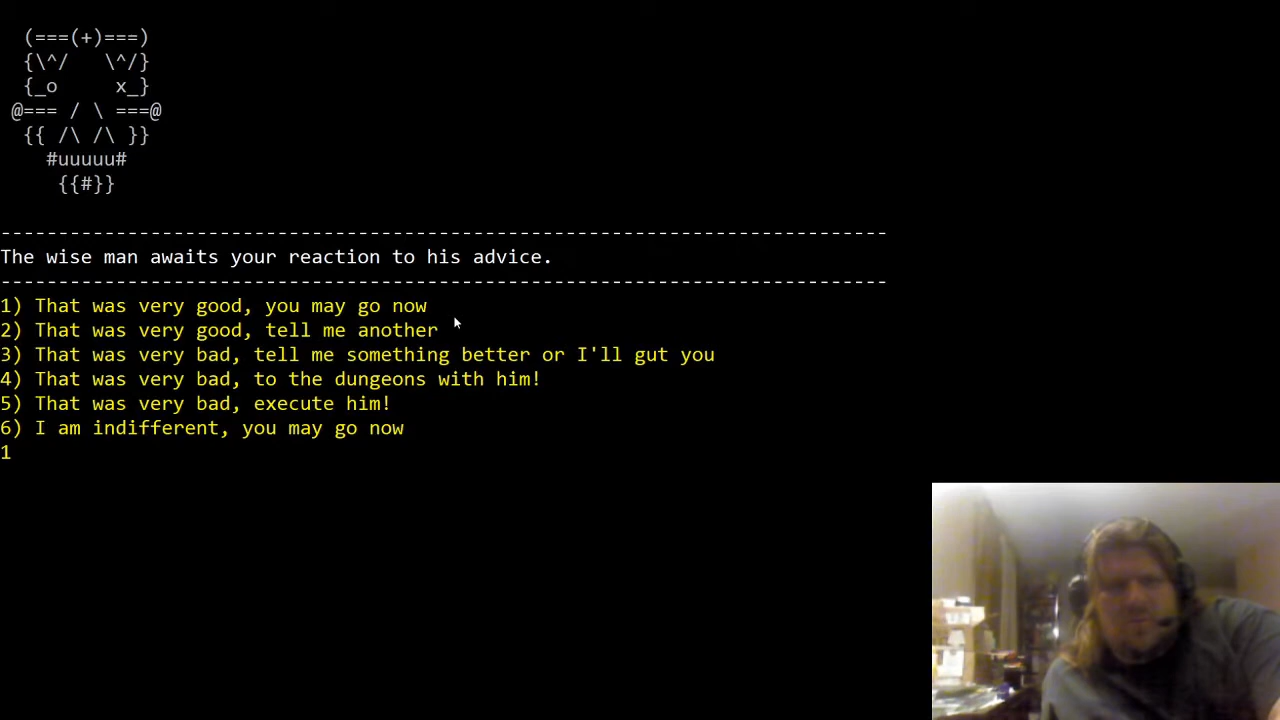 (===(+)===)
{\^/   \^/}
{_o     x_}
@=== / \ ===@
{{ /\ /\ }}
#uuuuu#
{{#}}
-----------------------------------------------------------------------------
The wise man awaits your reaction to his advice.
-----------------------------------------------------------------------------
1) That was very good, you may go now
2) That was very good, tell me another
3) That was very bad, tell me something better or I'll gut you
4) That was very bad, to the dungeons with him!
5) That was very bad, execute him!
6) I am indifferent, you may go now
1